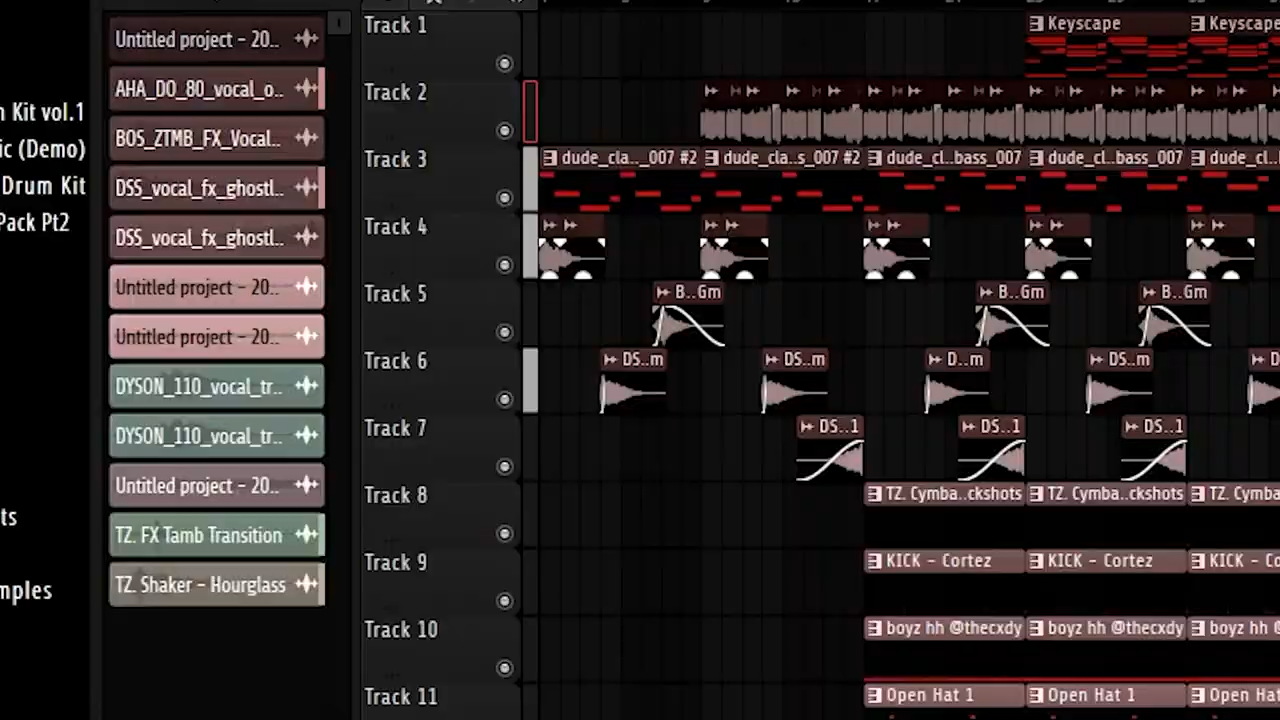 n Kit vol.1
ic (Demo)
Drum Kit
Pack Pt2
ts
mples
Untitled project - 20..
AHA_DO_80_vocal_o..
BOS_ZTMB_FX_Vocal..
DSS_vocal_fx_ghostl..
DSS_vocal_fx_ghostl..
Untitled project - 20..
Untitled project - 20..
DYSON_110_vocal_tr..
DYSON_110_vocal_tr..
Untitled project - 20..
TZ. FX Tamb Transition
TZ. Shaker - Hourglass
Track 1
Keyscape Keyscape
Track 2
Track 3
dude_cla.._007 #2 dude_cla..s_007 #2 dude_cl..bass_007 dude_cl..bass_007 dude_cl..
Track 4
Track 5
B..Gm B..Gm B..Gm
Track 6
DS..m DS..m D..m DS..m D
Track 7
DS..1 DS..1 DS..1
Track 8
TZ. Cymba..ckshots TZ. Cymba..ckshots TZ. Cymba
Track 9
KICK - Cortez KICK - Cortez KICK - Co
Track 10
boyz hh @thecxdy boyz hh @thecxdy boyz hh @
Track 11
Open Hat 1 Open Hat 1 Open Hat